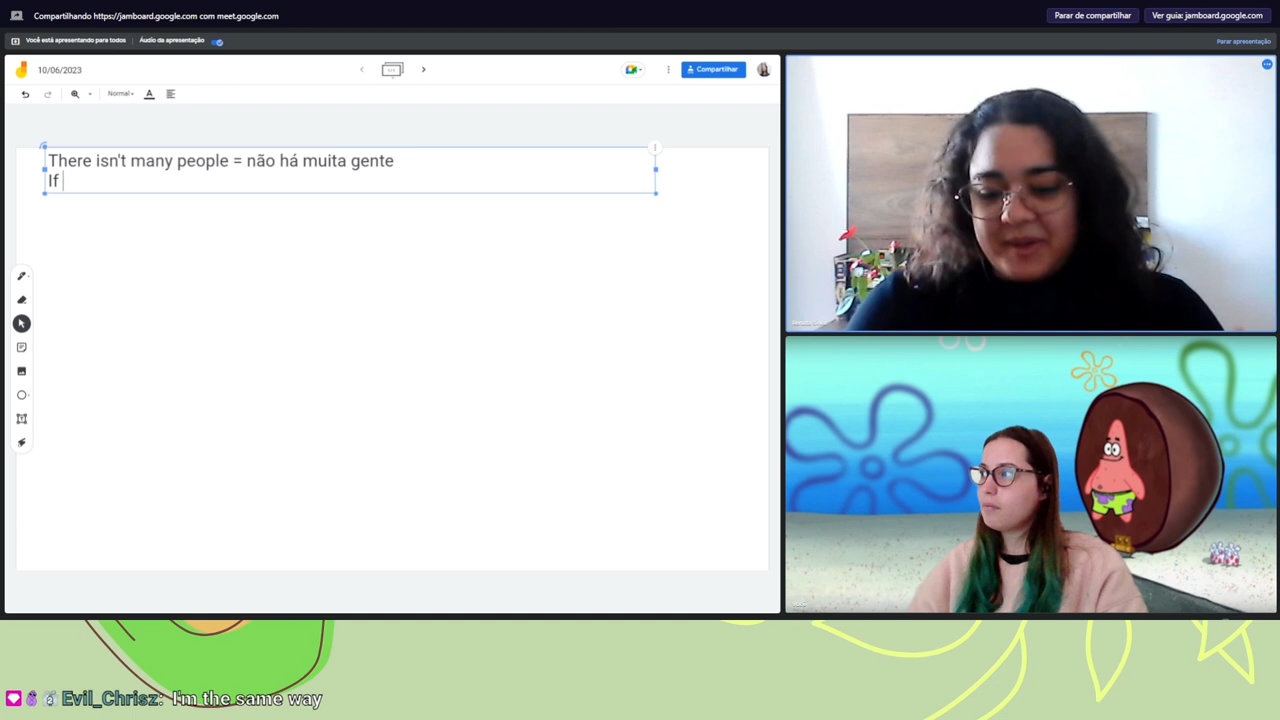 Compartilhando https://jamboard.google.com com meet.google.com
Parar de compartilhar
Ver guia: jamboard.google.com
Você está apresentando para todos
Áudio da apresentação
Parar apresentação
10/06/2023
Compartilhar
Normal
There isn't many people = não há muita gente
If
Evil_Chrisz: I'm the same way